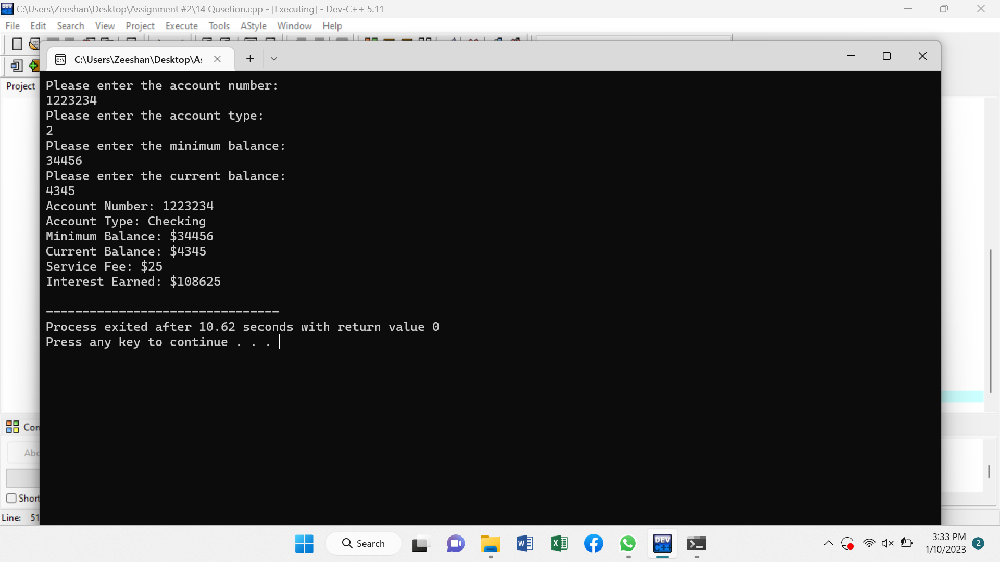 C:\Users\Zeeshan\Desktop\Assignment #2\14 Qusetion.cpp - [Executing] - Dev-C++ 5.11
File Edit Search View Project Execute Tools AStyle Window Help
C:\Users\Zeeshan\Desktop\As
Project
Please enter the account number:
1223234
Please enter the account type:
2
Please enter the minimum balance:
34456
Please enter the current balance:
4345
Account Number: 1223234
Account Type: Checking
Minimum Balance: $34456
Current Balance: $4345
Service Fee: $25
Interest Earned: $108625
--------------------------------
Process exited after 10.62 seconds with return value 0
Press any key to continue . . .
Com
Abo
Short
Line: 51
Search
DEV C++
3:33 PM
1/10/2023
2